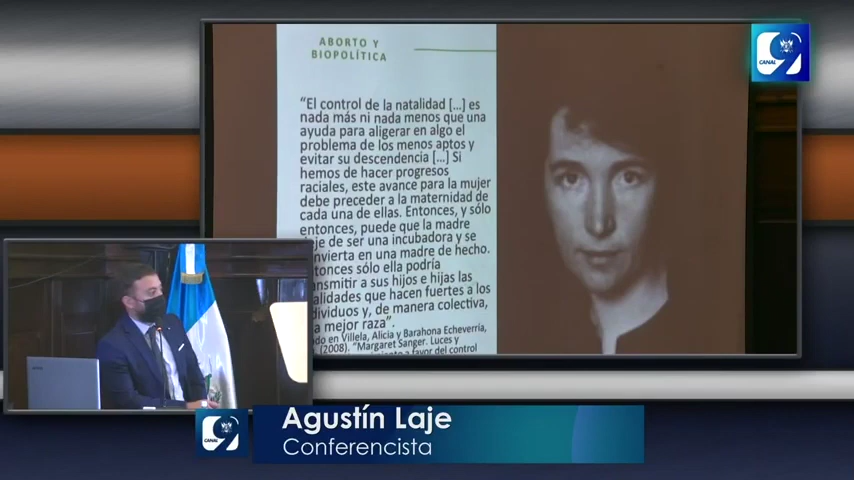 ABORTO Y
BIOPOLÍTICA
"El control de la natalidad [...] es
nada más ni nada menos que una
ayuda para aligerar en algo el
problema de los menos aptos y
evitar su descendencia [...] Si
hemos de hacer progresos
raciales, este avance para la mujer
debe preceder a la maternidad de
cada una de ellas. Entonces, y sólo
entonces, puede que la madre
de ser una incubadora y se
en una madre de hecho.
sólo ella podría
a sus hijos e hijas las
que hacen fuertes a los
y, de manera colectiva,
mejor raza".
en Villela, Alicia y Barahona Echeverría,
(2008). "Margaret Sanger. Luces y
a favor del control
CANAL 9
CANAL 9
Agustín Laje
Conferencista